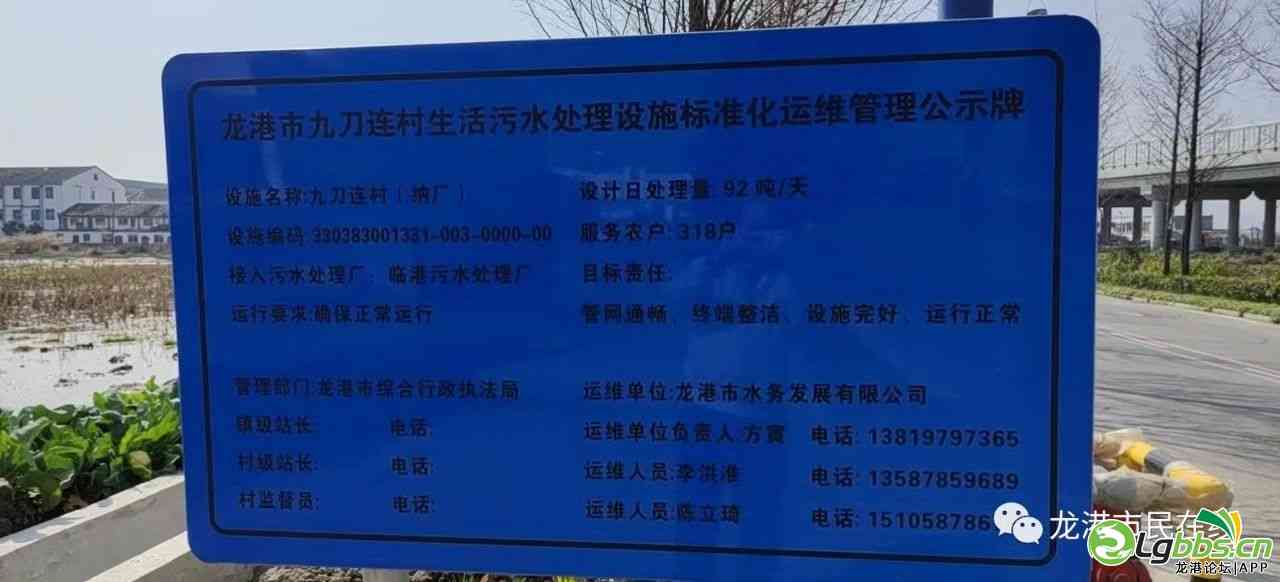 龙港市九刀连村生活污水处理设施标准化运维管理公示牌
设施名称:九刀连村（纳厂） 设计日处理量: 92 吨/天
设施编码:330383001331-003-0000-00 服务农户:318户
接入污水处理厂: 临港污水处理厂 目标责任:
运行要求:确保正常运行 管网通畅、终端整洁、设施完好、运行正常
管理部门:龙港市综合行政执法局 运维单位:龙港市水务发展有限公司
镇级站长: 电话: 运维单位负责人:方寅 电话: 13819797365
村级站长: 电话: 运维人员:李洪准 电话: 13587859689
村监督员: 电话: 运维人员:陈立琦 电话: 151058786
龙港市民在线
Lgbbs.cn
龙港论坛|APP